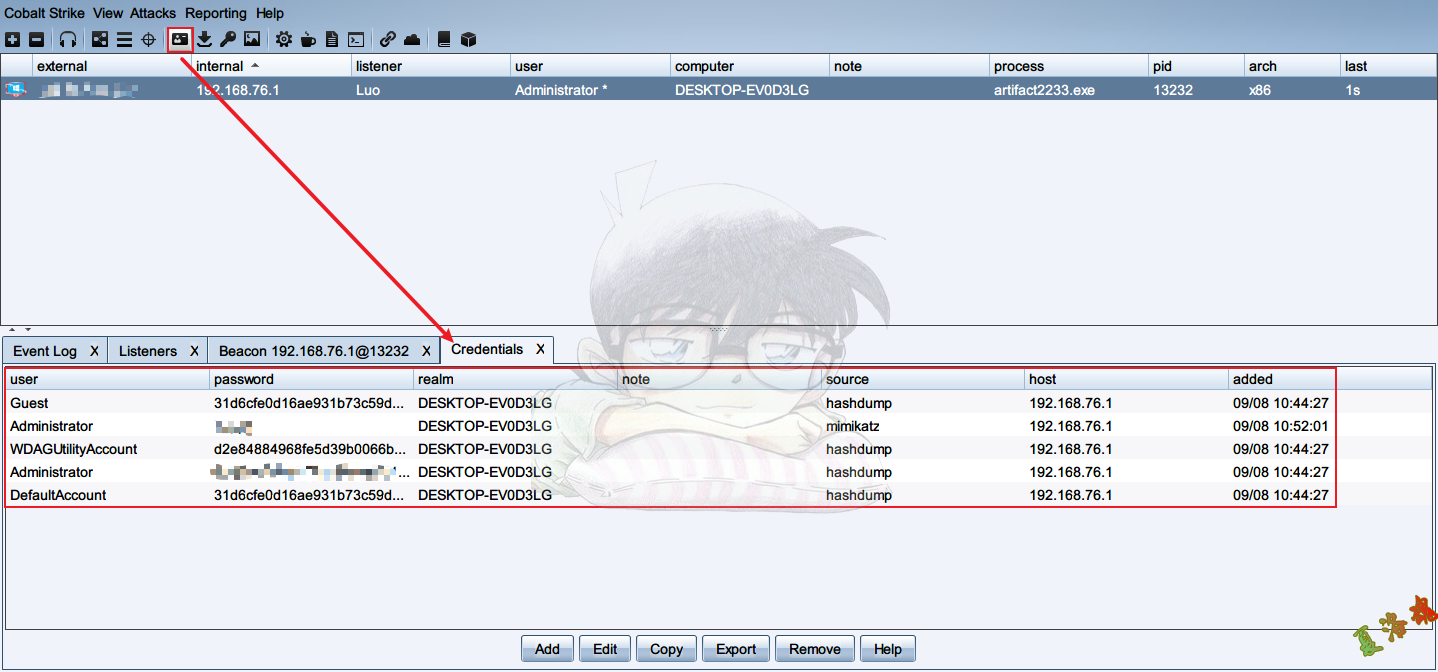 Cobalt Strike View Attacks Reporting Help
external internal listener user computer note process pid arch last
192.168.76.1 Luo Administrator * DESKTOP-EV0D3LG artifact2233.exe 13232 x86 1s
Event Log X Listeners X Beacon 192.168.76.1@13232 X Credentials X
user password realm note source host added
Guest 31d6cfe0d16ae931b73c59d... DESKTOP-EV0D3LG hashdump 192.168.76.1 09/08 10:44:27
Administrator DESKTOP-EV0D3LG mimikatz 192.168.76.1 09/08 10:52:01
WDAGUtilityAccount d2e84884968fe5d39b0066b... DESKTOP-EV0D3LG hashdump 192.168.76.1 09/08 10:44:27
Administrator ... DESKTOP-EV0D3LG hashdump 192.168.76.1 09/08 10:44:27
DefaultAccount 31d6cfe0d16ae931b73c59d... DESKTOP-EV0D3LG hashdump 192.168.76.1 09/08 10:44:27
Add Edit Copy Export Remove Help